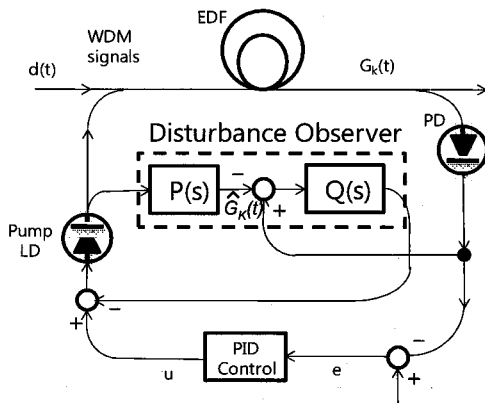 EDF
WDM
signals
d(t)
G_k(t)
PD
Disturbance Observer
P(s)
−
+
Ĝ_K(t)
Q(s)
Pump
LD
+
−
PID
Control
u
e
−
+